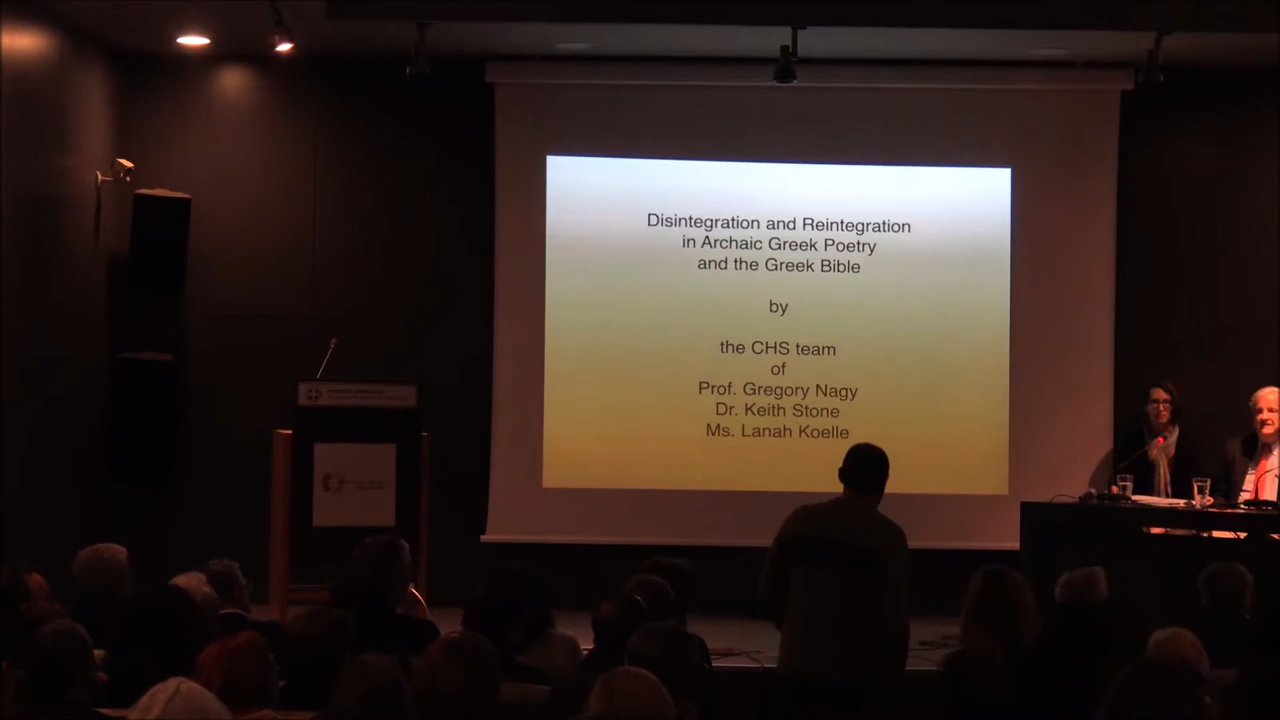 Disintegration and Reintegration
in Archaic Greek Poetry
and the Greek Bible
by
the CHS team
of
Prof. Gregory Nagy
Dr. Keith Stone
Ms. Lanah Koelle